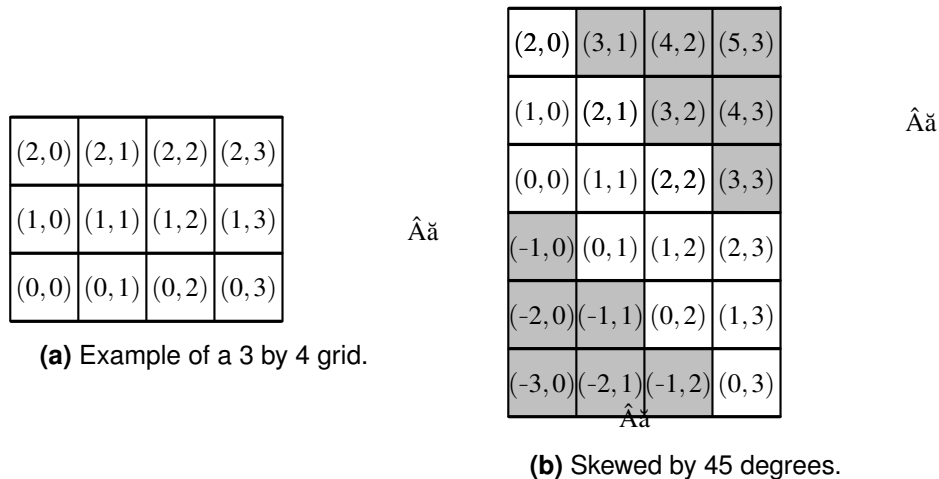 (2,0) (2,1) (2,2) (2,3)
(1,0) (1,1) (1,2) (1,3)
(0,0) (0,1) (0,2) (0,3)
(a) Example of a 3 by 4 grid.
Âă
(2,0) (3,1) (4,2) (5,3)
(1,0) (2,1) (3,2) (4,3)
(0,0) (1,1) (2,2) (3,3)
(-1,0) (0,1) (1,2) (2,3)
(-2,0) (-1,1) (0,2) (1,3)
(-3,0) (-2,1) (-1,2) (0,3)
Âă
(b) Skewed by 45 degrees.
Âă